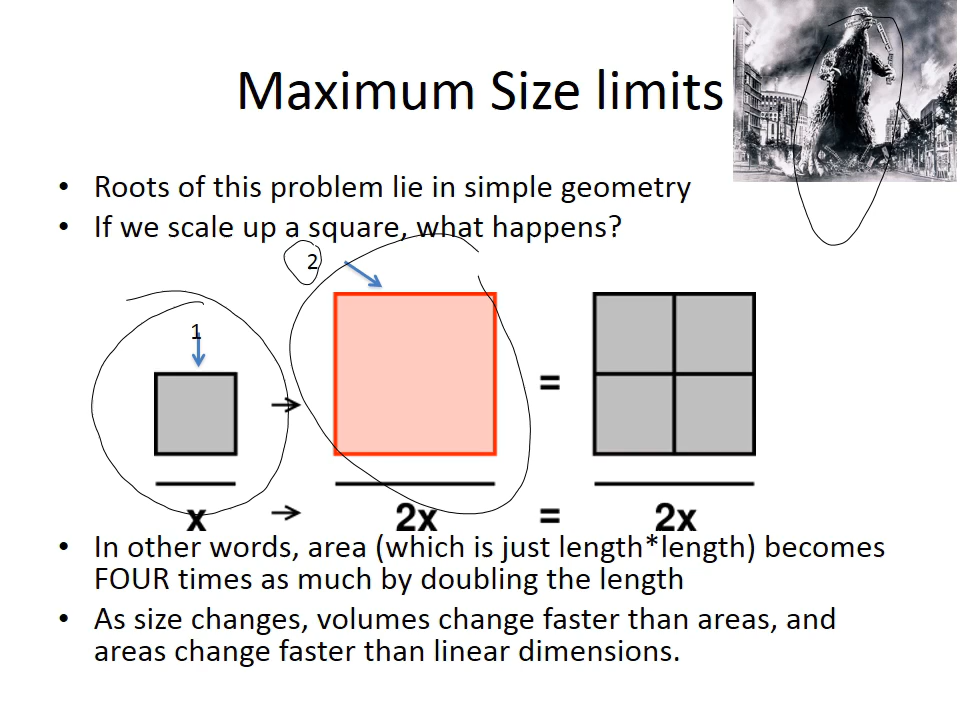 Maximum Size limits
• Roots of this problem lie in simple geometry
• If we scale up a square, what happens?
2
1
→
=
x → 2x = 2x
• In other words, area (which is just length*length) becomes
FOUR times as much by doubling the length
• As size changes, volumes change faster than areas, and
areas change faster than linear dimensions.